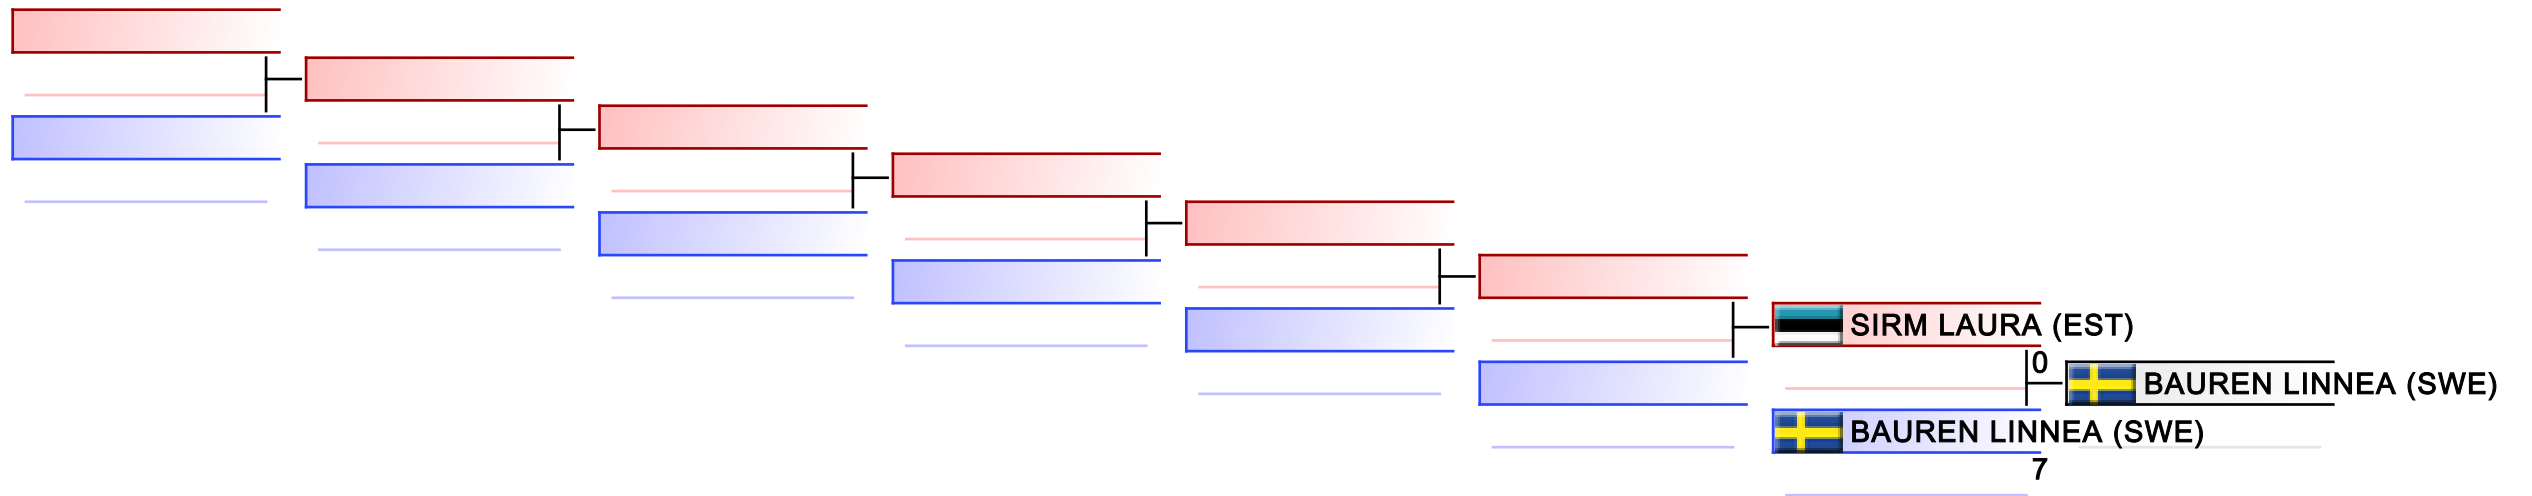 SIRM LAURA (EST)
0
BAUREN LINNEA (SWE)
BAUREN LINNEA (SWE)
7